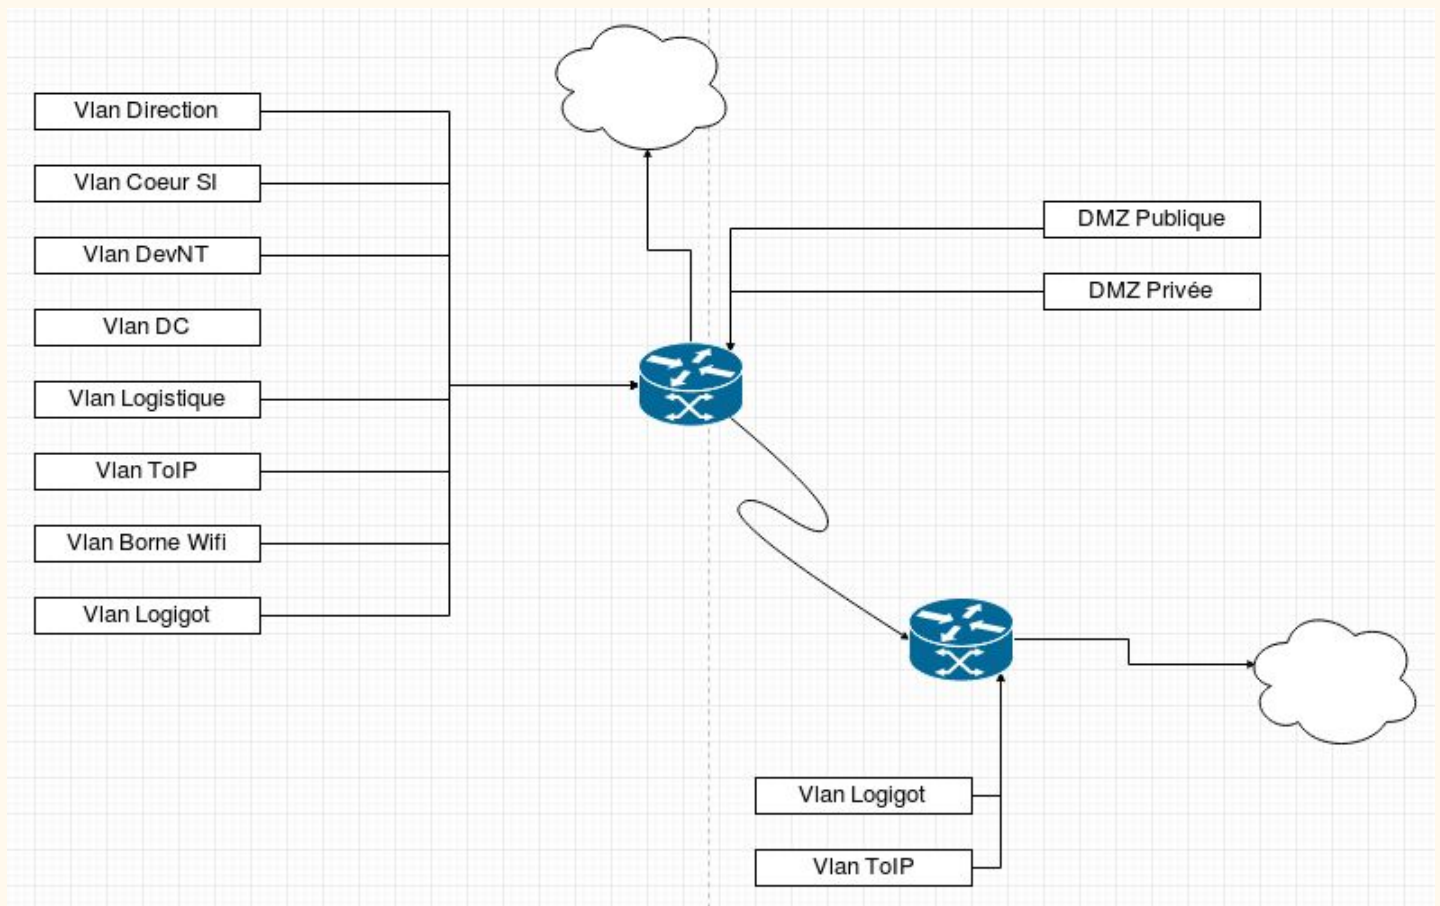 Vlan Direction
Vlan Coeur SI
Vlan DevNT
Vlan DC
Vlan Logistique
Vlan ToIP
Vlan Borne Wifi
Vlan Logigot
DMZ Publique
DMZ Privée
Vlan Logigot
Vlan ToIP